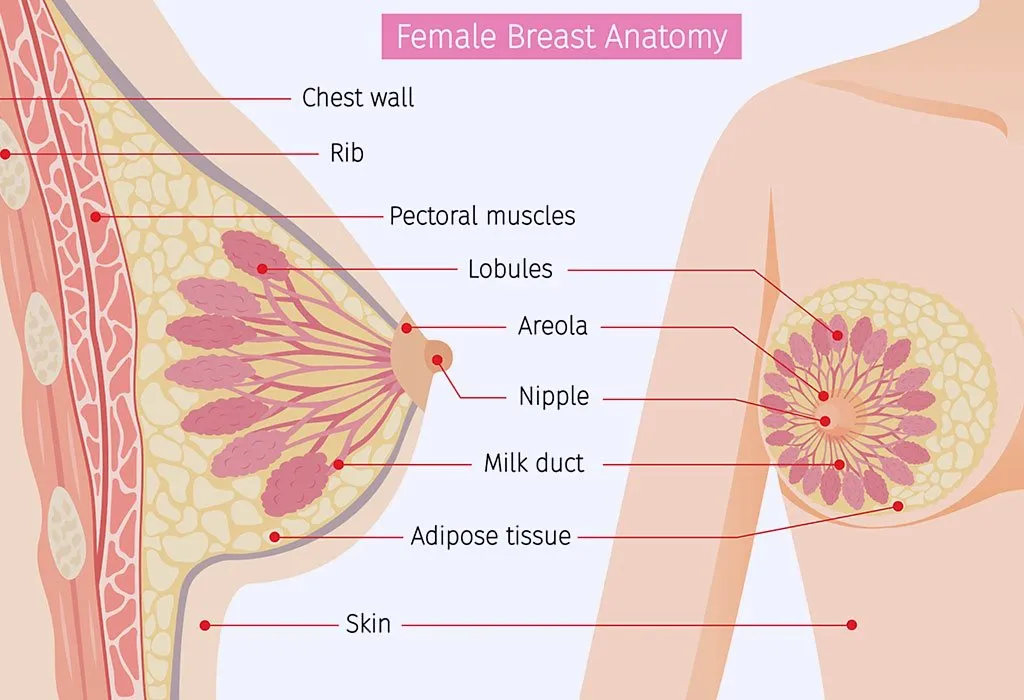 Female Breast Anatomy
Chest wall
Rib
Pectoral muscles
Lobules
Areola
Nipple
Milk duct
Adipose tissue
Skin